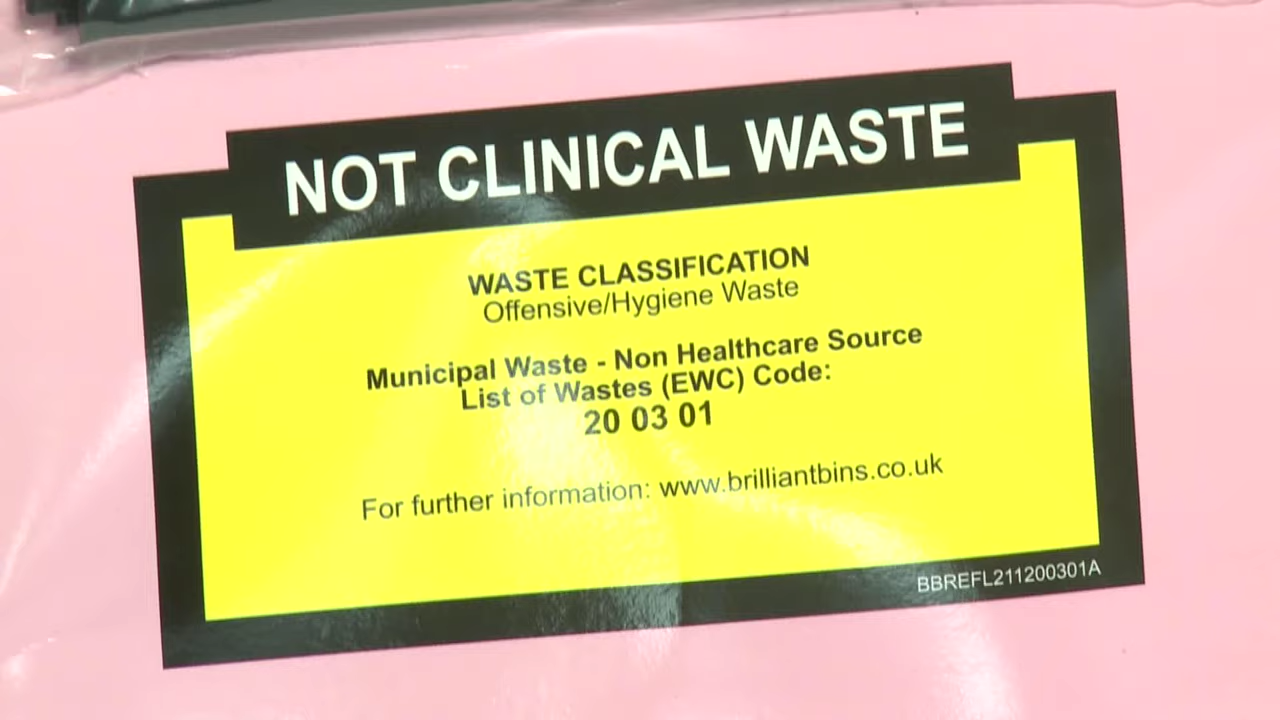 NOT CLINICAL WASTE
WASTE CLASSIFICATION
Offensive/Hygiene Waste
Municipal Waste - Non Healthcare Source
List of Wastes (EWC) Code:
20 03 01
For further information: www.brilliantbins.co.uk
BBREFL211200301A